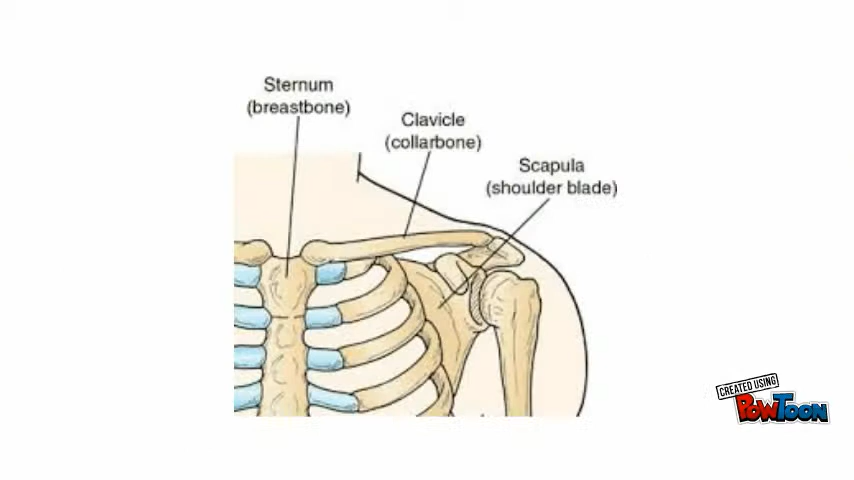 Sternum
(breastbone)
Clavicle
(collarbone)
Scapula
(shoulder blade)
CREATED USING
POWTOON